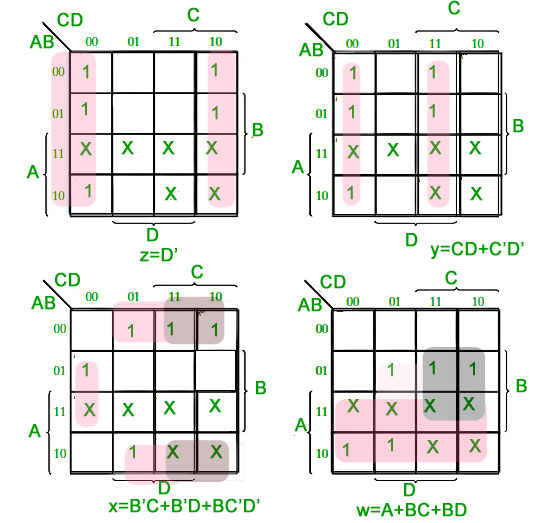 CD C
AB 00 01 11 10
00 1 1
01 1 1
11 X X X X
10 1 X X
A
B
D
z=D'
C
CD
AB 00 01 11 10
00 1 1
01 1 1
11 X X X X
10 1 X X
A
B
D
y=CD+C'D'
CD C
AB 00 01 11 10
00 1 1 1
01 1
11 X X X X
10 1 X X
A
B
D
x=B'C+B'D+BC'D'
CD C
AB 00 01 11 10
00
01 1 1 1
11 X X X X
10 1 1 X X
A
B
D
w=A+BC+BD